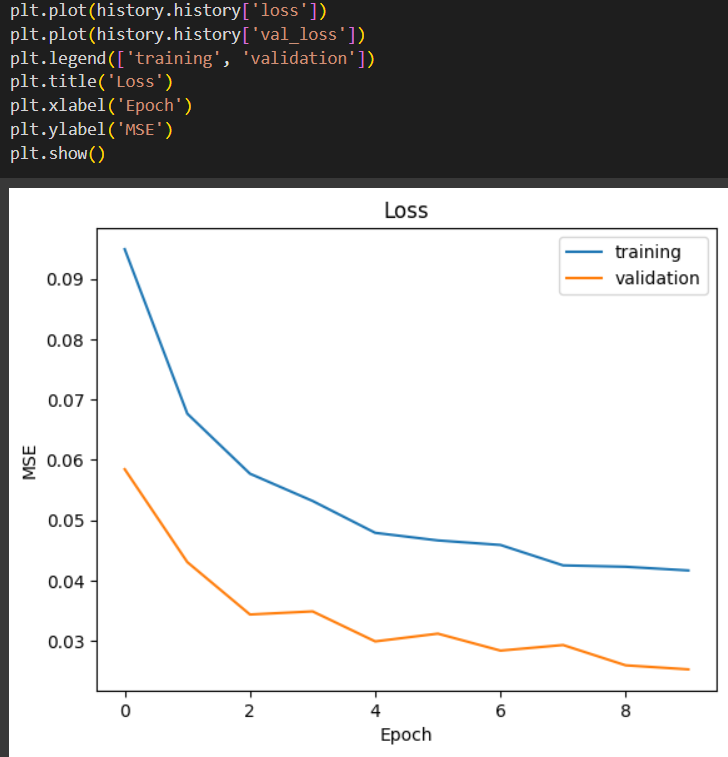 plt.plot(history.history['loss'])
plt.plot(history.history['val_loss'])
plt.legend(['training', 'validation'])
plt.title('Loss')
plt.xlabel('Epoch')
plt.ylabel('MSE')
plt.show()
Loss
training
validation
0.09
0.08
0.07
0.06
0.05
0.04
0.03
MSE
0 2 4 6 8
Epoch